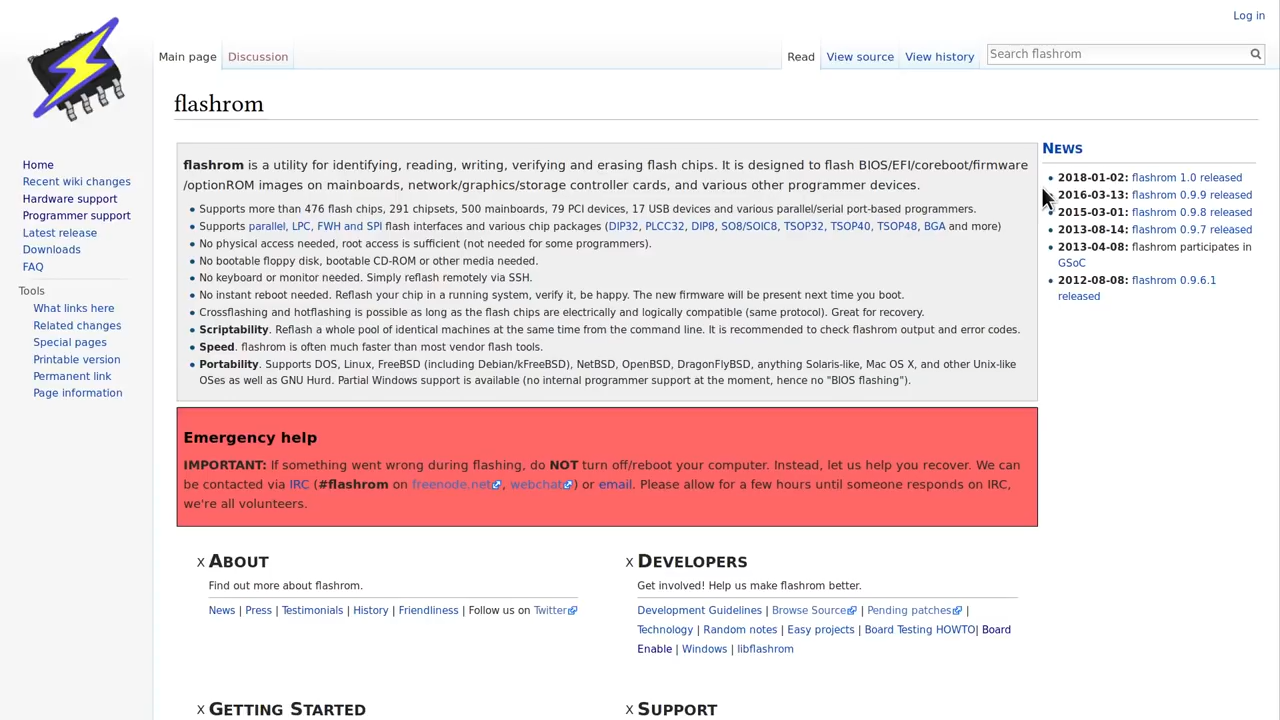 Log in
Main page
Discussion
Read
View source
View history
Search flashrom
flashrom
Home
Recent wiki changes
Hardware support
Programmer support
Latest release
Downloads
FAQ
Tools
What links here
Related changes
Special pages
Printable version
Permanent link
Page information
flashrom is a utility for identifying, reading, writing, verifying and erasing flash chips. It is designed to flash BIOS/EFI/coreboot/firmware
/optionROM images on mainboards, network/graphics/storage controller cards, and various other programmer devices.
• Supports more than 476 flash chips, 291 chipsets, 500 mainboards, 79 PCI devices, 17 USB devices and various parallel/serial port-based programmers.
• Supports parallel, LPC, FWH and SPI flash interfaces and various chip packages (DIP32, PLCC32, DIP8, SO8/SOIC8, TSOP32, TSOP40, TSOP48, BGA and more)
• No physical access needed, root access is sufficient (not needed for some programmers).
• No bootable floppy disk, bootable CD-ROM or other media needed.
• No keyboard or monitor needed. Simply reflash remotely via SSH.
• No instant reboot needed. Reflash your chip in a running system, verify it, be happy. The new firmware will be present next time you boot.
• Crossflashing and hotflashing is possible as long as the flash chips are electrically and logically compatible (same protocol). Great for recovery.
• Scriptability. Reflash a whole pool of identical machines at the same time from the command line. It is recommended to check flashrom output and error codes.
• Speed. flashrom is often much faster than most vendor flash tools.
• Portability. Supports DOS, Linux, FreeBSD (including Debian/kFreeBSD), NetBSD, OpenBSD, DragonFlyBSD, anything Solaris-like, Mac OS X, and other Unix-like
OSes as well as GNU Hurd. Partial Windows support is available (no internal programmer support at the moment, hence no "BIOS flashing").
News
• 2018-01-02: flashrom 1.0 released
• 2016-03-13: flashrom 0.9.9 released
• 2015-03-01: flashrom 0.9.8 released
• 2013-08-14: flashrom 0.9.7 released
• 2013-04-08: flashrom participates in
GSoC
• 2012-08-08: flashrom 0.9.6.1
released
Emergency help
IMPORTANT: If something went wrong during flashing, do NOT turn off/reboot your computer. Instead, let us help you recover. We can
be contacted via IRC (#flashrom on freenode.net, webchat) or email. Please allow for a few hours until someone responds on IRC,
we're all volunteers.
X About
Find out more about flashrom.
News | Press | Testimonials | History | Friendliness | Follow us on Twitter
X Developers
Get involved! Help us make flashrom better.
Development Guidelines | Browse Source | Pending patches |
Technology | Random notes | Easy projects | Board Testing HOWTO| Board
Enable | Windows | libflashrom
X Getting Started
X Support